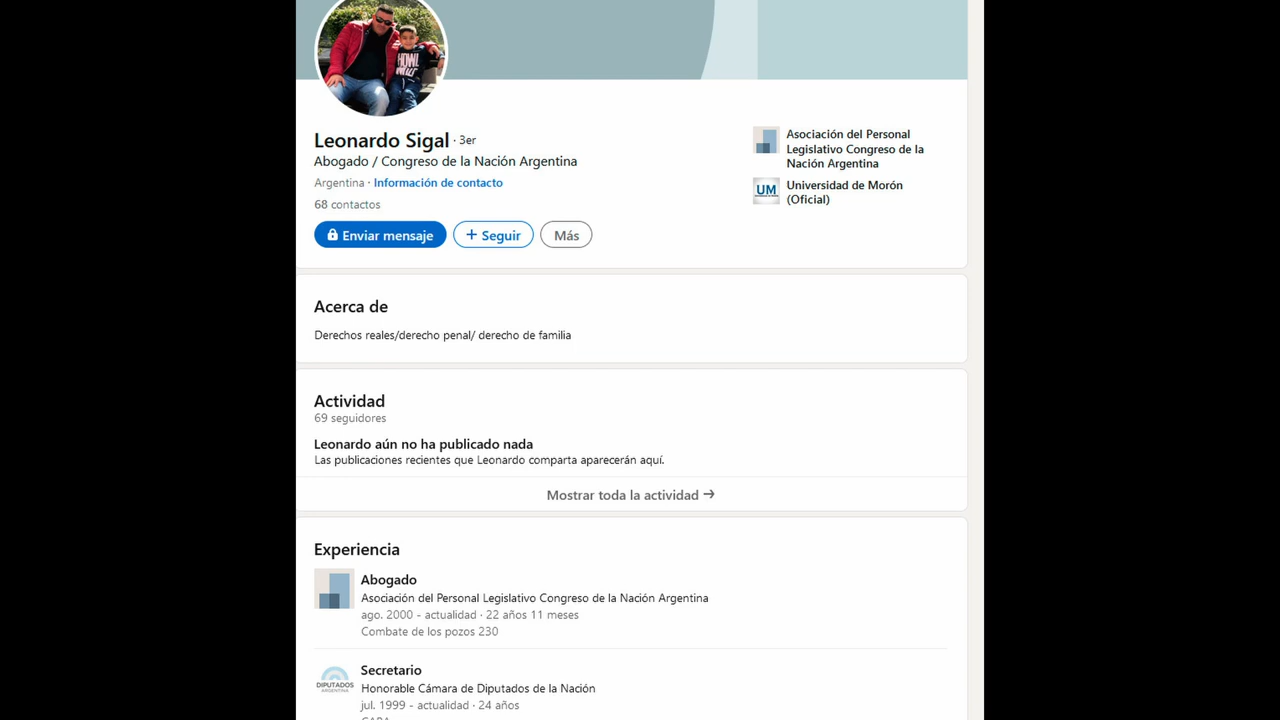 HOWL
Leonardo Sigal · 3er
Abogado / Congreso de la Nación Argentina
Argentina · Información de contacto
68 contactos
Enviar mensaje
+ Seguir
Más
Asociación del Personal
Legislativo Congreso de la
Nación Argentina
UM
Universidad de Morón
(Oficial)
Acerca de
Derechos reales/derecho penal/ derecho de familia
Actividad
69 seguidores
Leonardo aún no ha publicado nada
Las publicaciones recientes que Leonardo comparta aparecerán aquí.
Mostrar toda la actividad →
Experiencia
Abogado
Asociación del Personal Legislativo Congreso de la Nación Argentina
ago. 2000 - actualidad · 22 años 11 meses
Combate de los pozos 230
DIPUTADOS
ARGENTINA
Secretario
Honorable Cámara de Diputados de la Nación
jul. 1999 - actualidad · 24 años